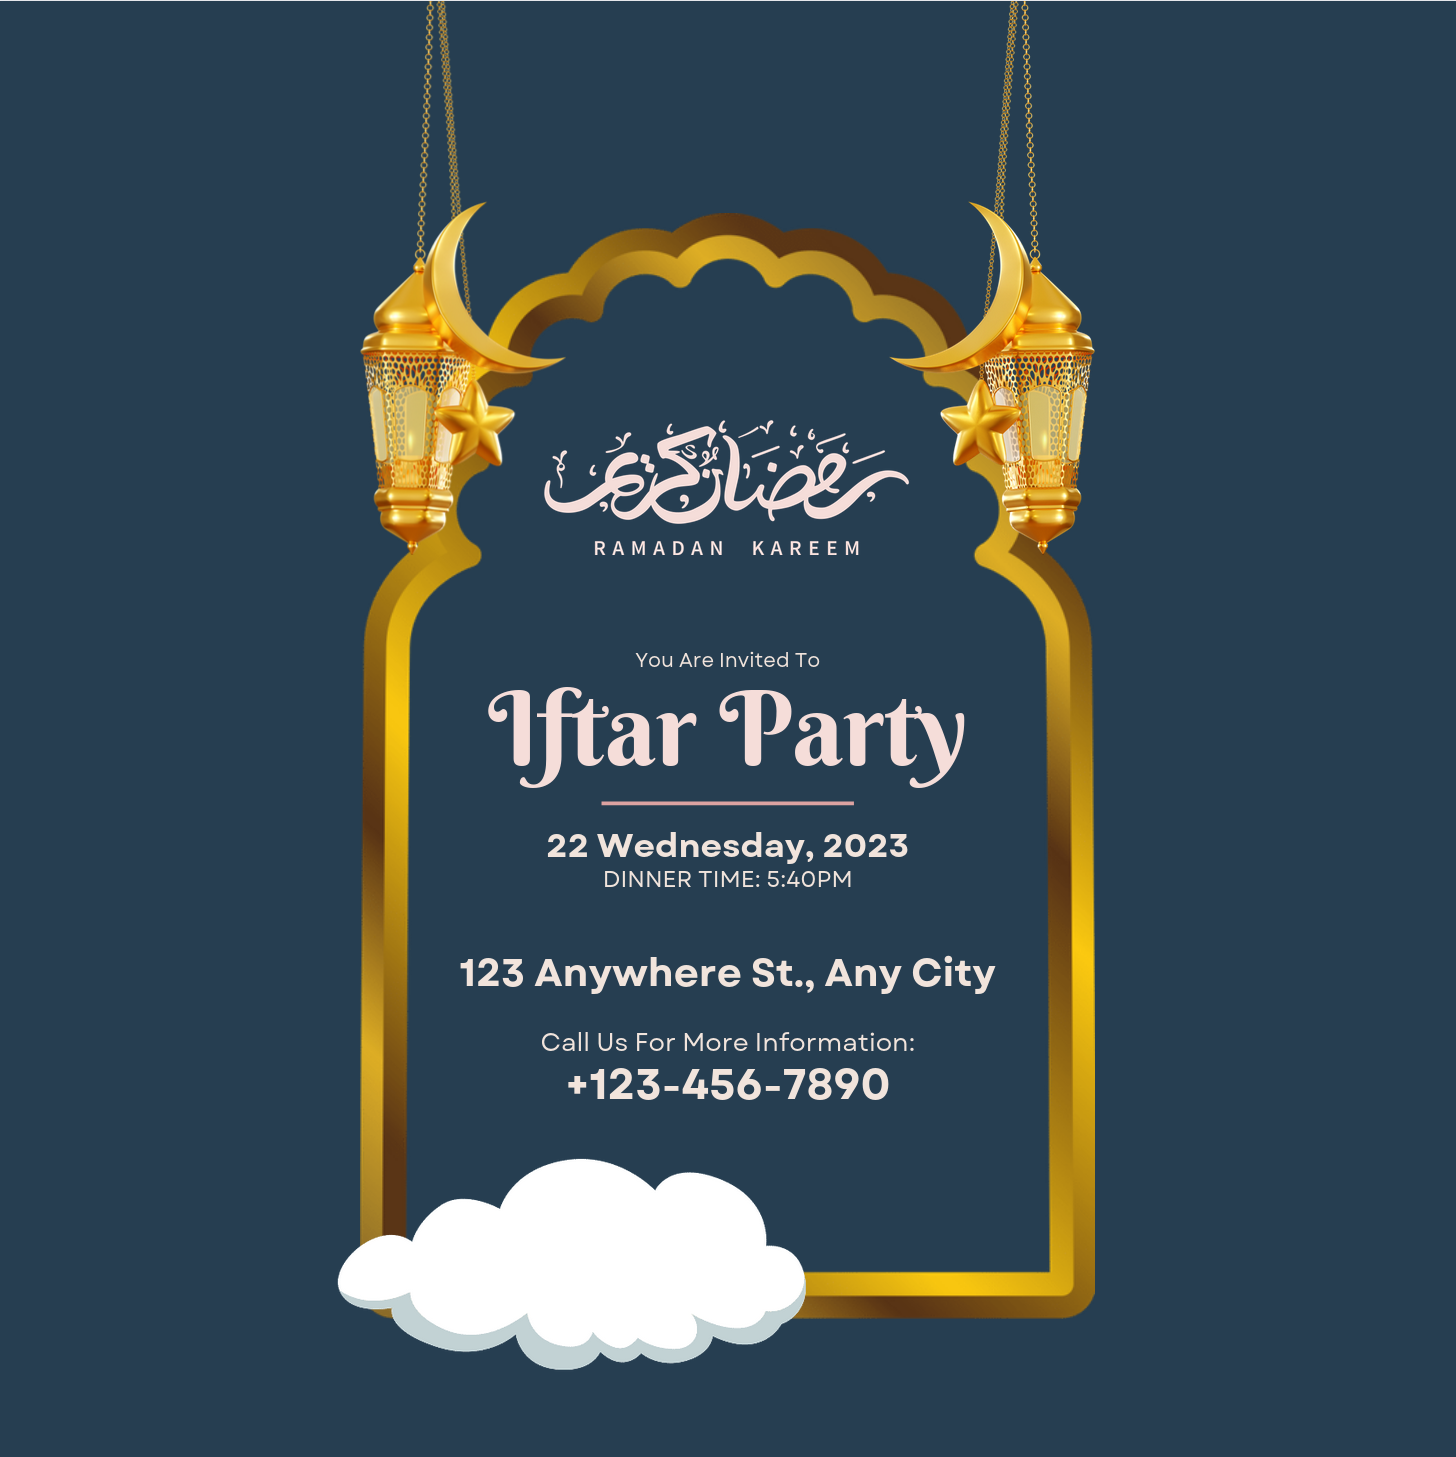 رمضان كريم
RAMADAN KAREEM
You Are Invited To
Iftar Party
22 Wednesday, 2023
DINNER TIME: 5:40PM
123 Anywhere St., Any City
Call Us For More Information:
+123-456-7890